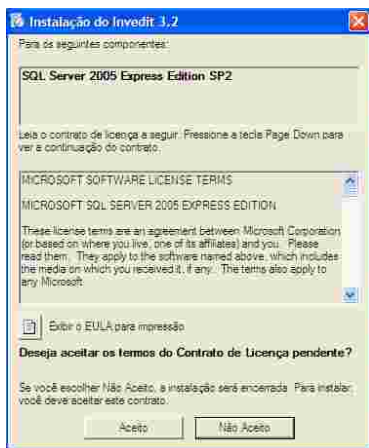 Instalação do Invedit 3.2
Para os seguintes componentes:
SQL Server 2005 Express Edition SP2
Leia o contrato de licença a seguir. Pressione a tecla Page Down para
ver a continuação do contrato.
MICROSOFT SOFTWARE LICENSE TERMS
MICROSOFT SQL SERVER 2005 EXPRESS EDITION
These license terms are an agreement between Microsoft Corporation
(or based on where you live, one of its affiliates) and you. Please
read them. They apply to the software named above, which includes
the media on which you received it, if any. The terms also apply to
any Microsoft
Exibir o EULA para impressão
Deseja aceitar os termos do Contrato de Licença pendente?
Se você escolher Não Aceito, a instalação será encerrada. Para instalar,
você deve aceitar este contrato.
Aceito
Não Aceito